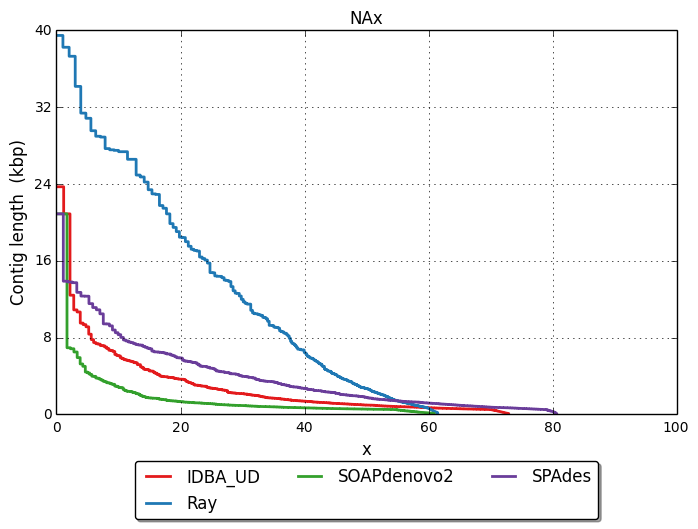 NAx
40
32
24
16
8
0
Contig length (kbp)
0 20 40 60 80 100
x
IDBA_UD SOAPdenovo2 SPAdes
Ray